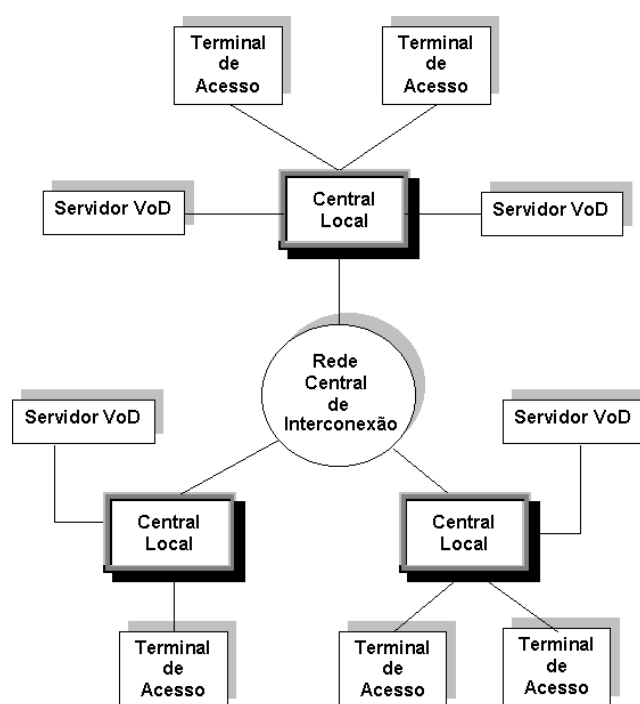 Terminal
de
Acesso
Terminal
de
Acesso
Servidor VoD
Central
Local
Servidor VoD
Rede
Central
de
Interconexão
Servidor VoD
Servidor VoD
Central
Local
Central
Local
Terminal
de
Acesso
Terminal
de
Acesso
Terminal
de
Acesso